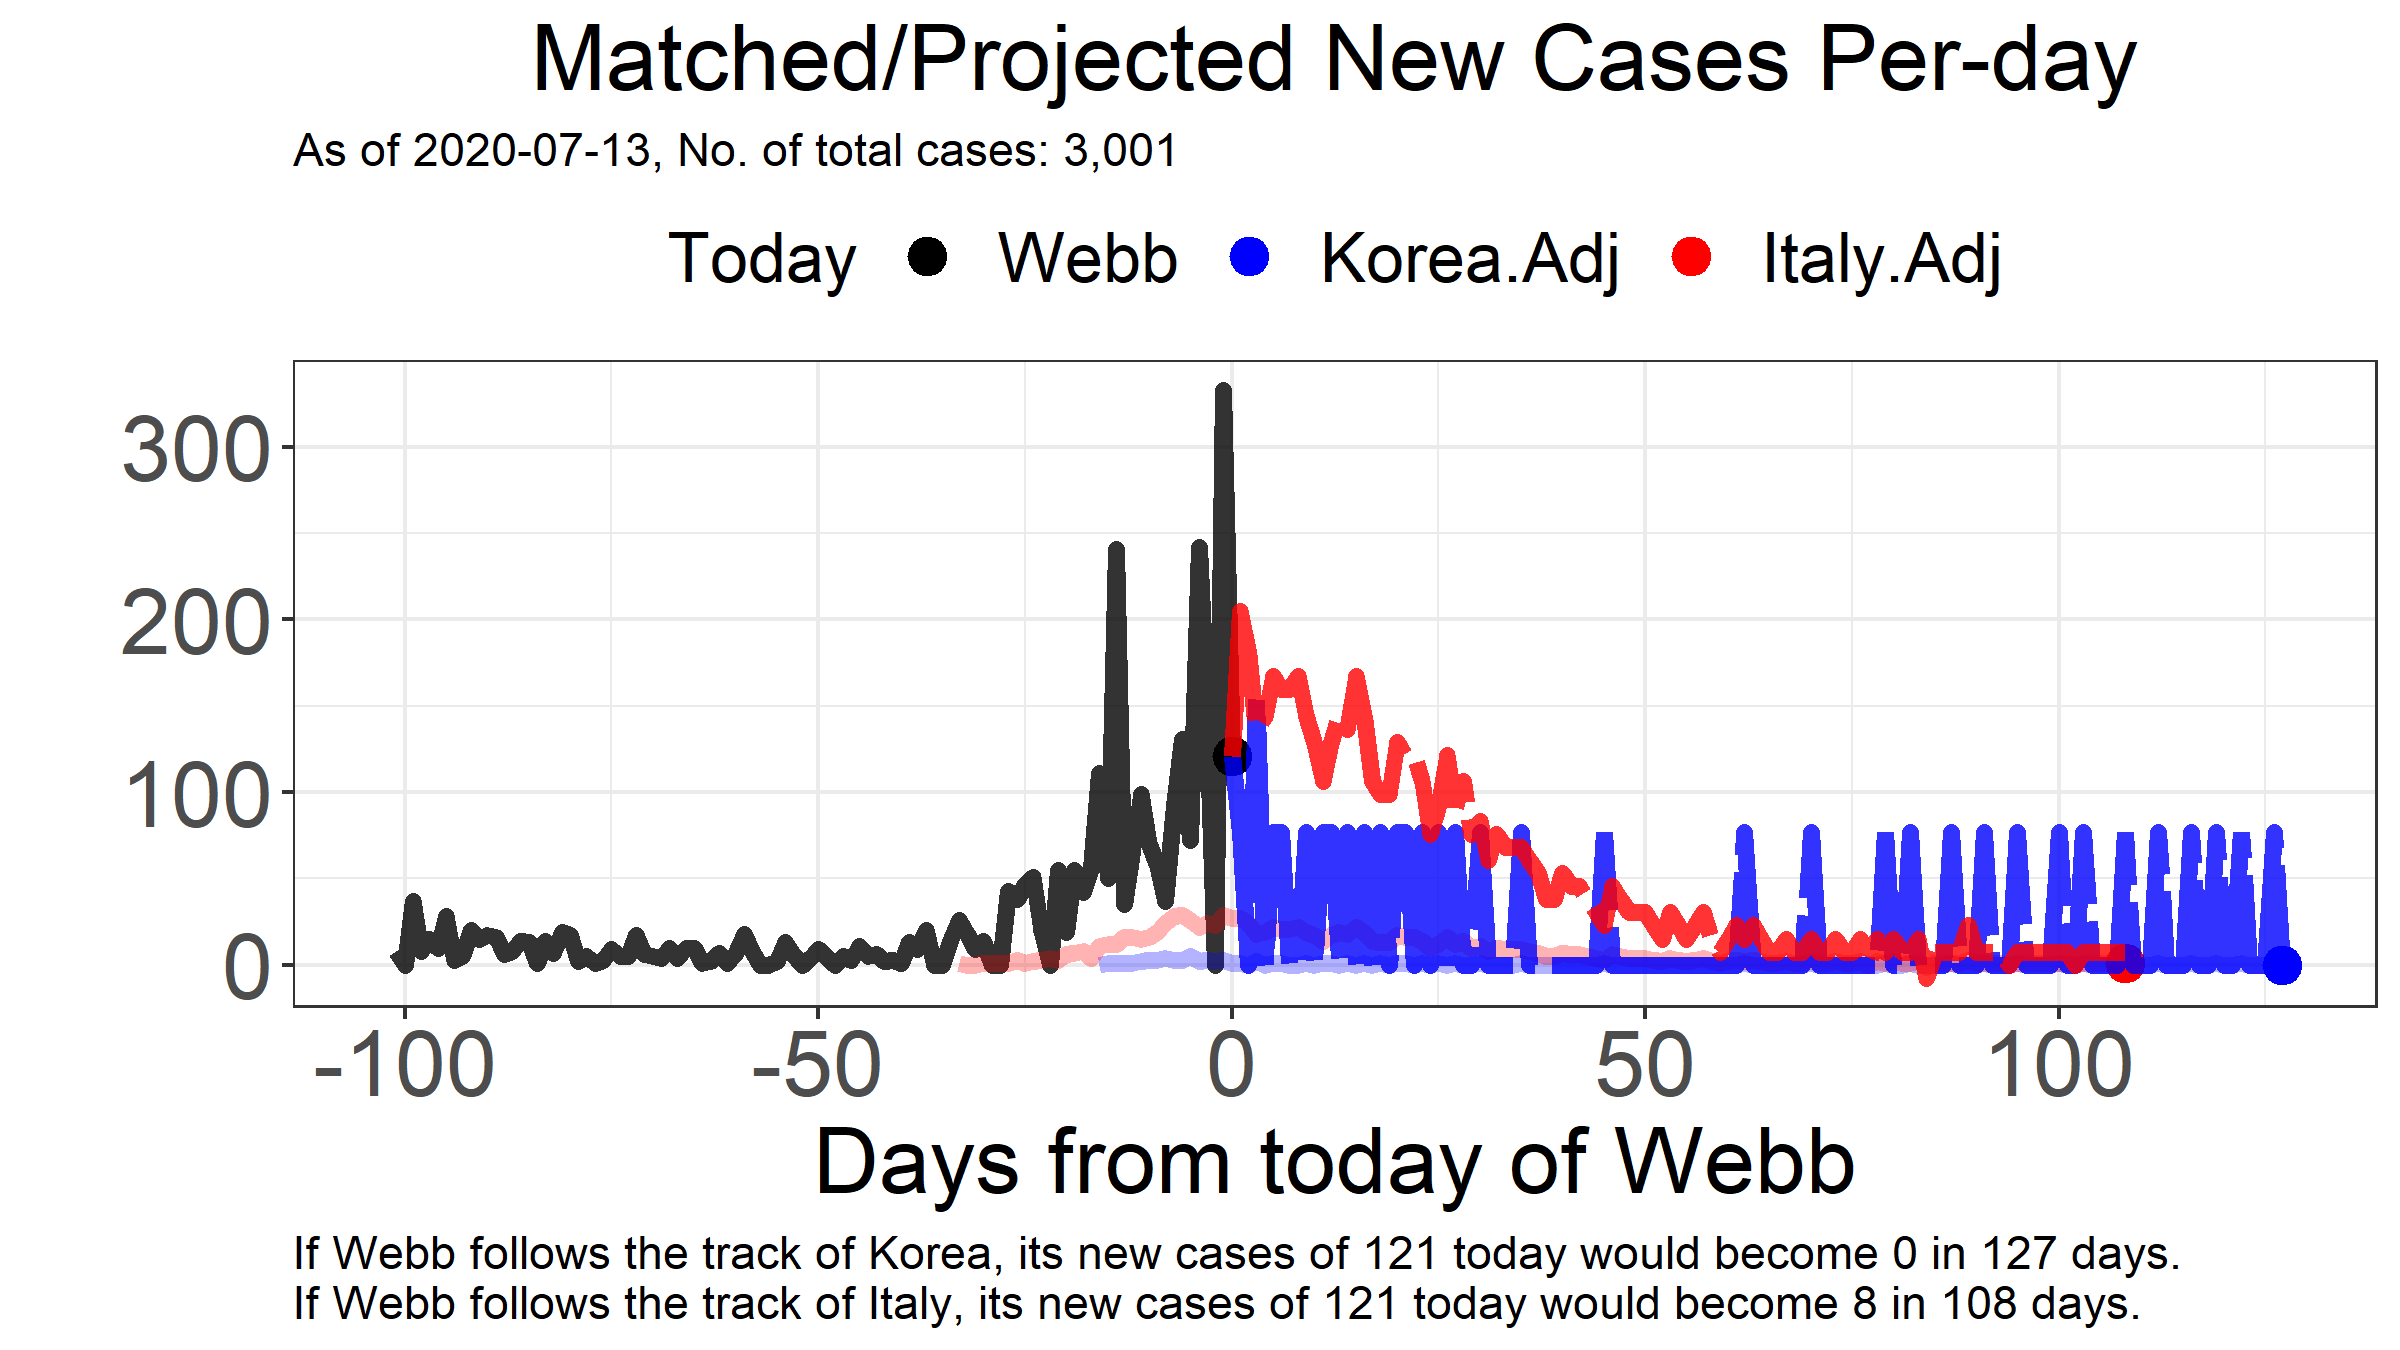 Matched/Projected New Cases Per-day
As of 2020-07-13, No. of total cases: 3,001
Today Webb Korea.Adj Italy.Adj
300
200
100
0
-100 -50 0 50 100
Days from today of Webb
If Webb follows the track of Korea, its new cases of 121 today would become 0 in 127 days.
If Webb follows the track of Italy, its new cases of 121 today would become 8 in 108 days.